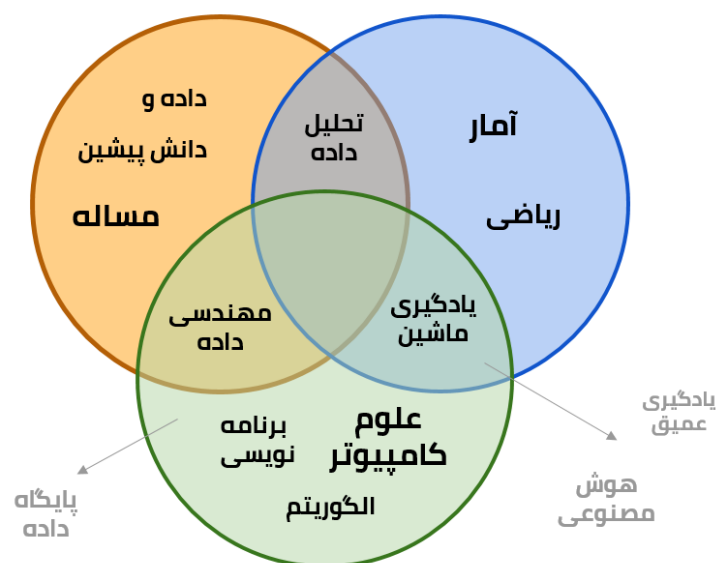 داده و
دانش پیشین
مساله
تحلیل
داده
آمار
ریاضی
مهندسی
داده
یادگیری
ماشین
برنامه
نویسی
علوم
کامپیوتر
الگوریتم
یادگیری
عمیق
هوش
مصنوعی
پایگاه
داده